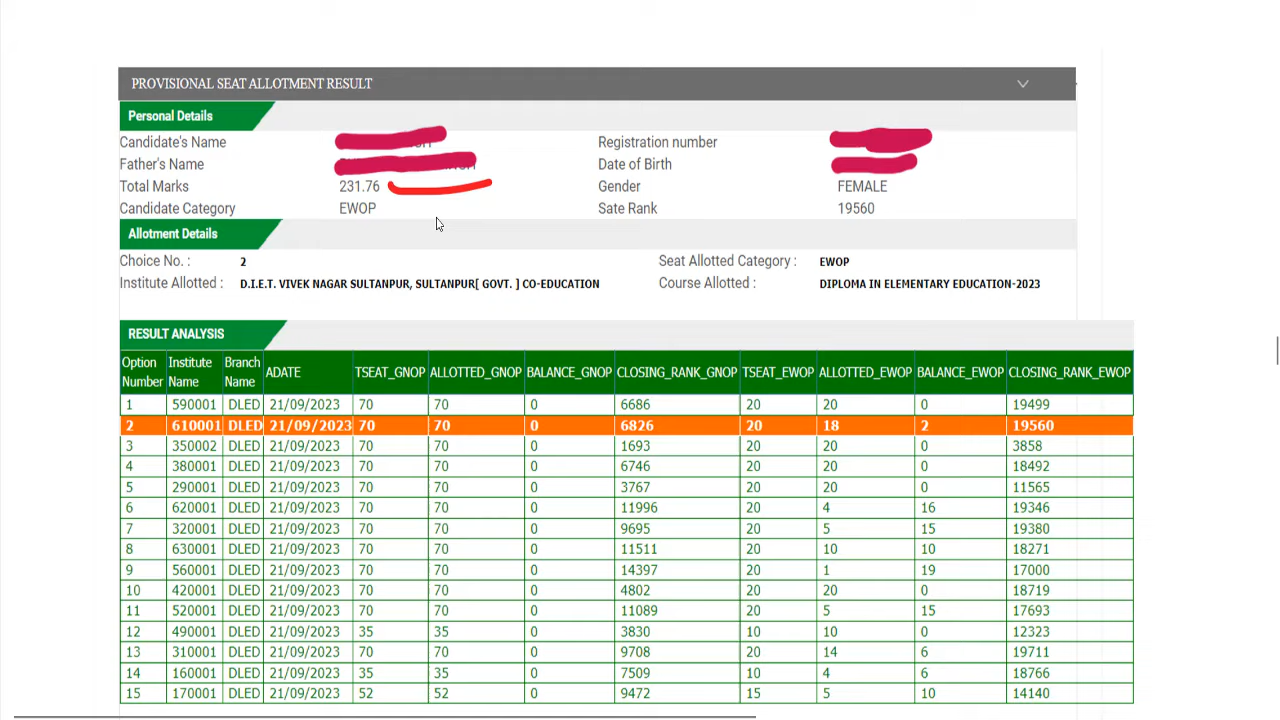 PROVISIONAL SEAT ALLOTMENT RESULT
Personal Details
Candidate's Name Registration number
Father's Name Date of Birth
Total Marks 231.76 Gender FEMALE
Candidate Category EWOP Sate Rank 19560
Allotment Details
Choice No. : 2 Seat Allotted Category : EWOP
Institute Allotted : D.I.E.T. VIVEK NAGAR SULTANPUR, SULTANPUR[ GOVT. ] CO-EDUCATION Course Allotted : DIPLOMA IN ELEMENTARY EDUCATION-2023
RESULT ANALYSIS
Option Number Institute Name Branch Name ADATE TSEAT_GNOP ALLOTTED_GNOP BALANCE_GNOP CLOSING_RANK_GNOP TSEAT_EWOP ALLOTTED_EWOP BALANCE_EWOP CLOSING_RANK_EWOP
1 590001 DLED 21/09/2023 70 70 0 6686 20 20 0 19499
2 610001 DLED 21/09/2023 70 70 0 6826 20 18 2 19560
3 350002 DLED 21/09/2023 70 70 0 1693 20 20 0 3858
4 380001 DLED 21/09/2023 70 70 0 6746 20 20 0 18492
5 290001 DLED 21/09/2023 70 70 0 3767 20 20 0 11565
6 620001 DLED 21/09/2023 70 70 0 11996 20 4 16 19346
7 320001 DLED 21/09/2023 70 70 0 9695 20 5 15 19380
8 630001 DLED 21/09/2023 70 70 0 11511 20 10 10 18271
9 560001 DLED 21/09/2023 70 70 0 14397 20 1 19 17000
10 420001 DLED 21/09/2023 70 70 0 4802 20 20 0 18719
11 520001 DLED 21/09/2023 70 70 0 11089 20 5 15 17693
12 490001 DLED 21/09/2023 35 35 0 3830 10 10 0 12323
13 310001 DLED 21/09/2023 70 70 0 9708 20 14 6 19711
14 160001 DLED 21/09/2023 35 35 0 7509 10 4 6 18766
15 170001 DLED 21/09/2023 52 52 0 9472 15 5 10 14140